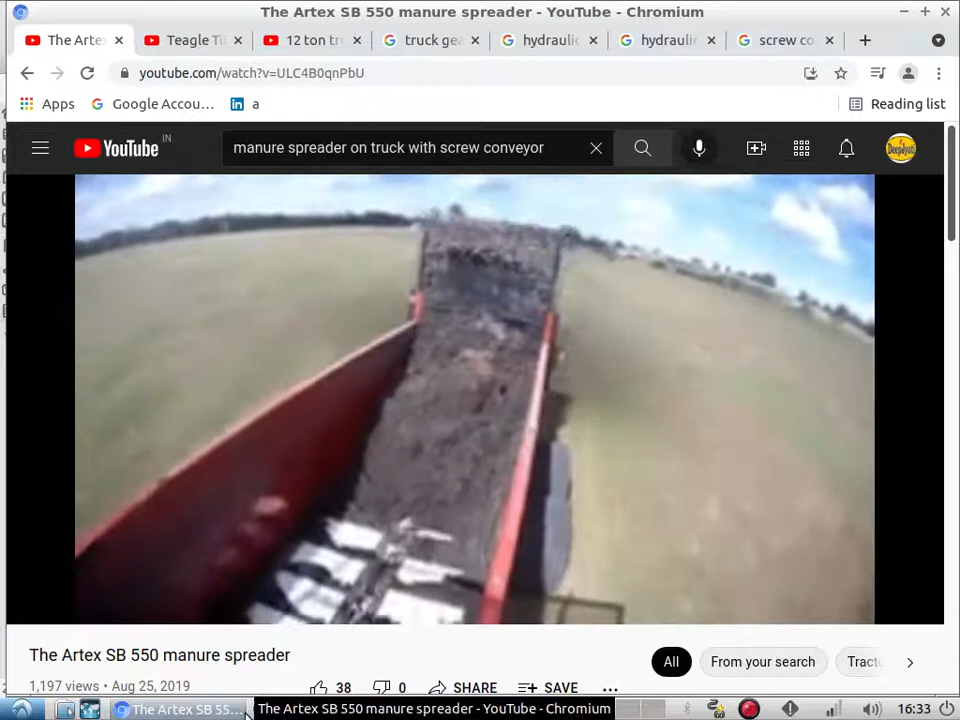 The Artex SB 550 manure spreader - YouTube - Chromium
The Arte
Teagle Ti
12 ton tr
truck gea
hydraulic
hydraulic
screw co
youtube.com/watch?v=ULC4B0qnPbU
Apps
Google Accou...
a
Reading list
YouTube IN
manure spreader on truck with screw conveyor
The Artex SB 550 manure spreader
All
From your search
Tracto
1,197 views • Aug 25, 2019
38
0
SHARE
SAVE
The Artex SB 55...
The Artex SB 550 manure spreader - YouTube - Chromium
16:33